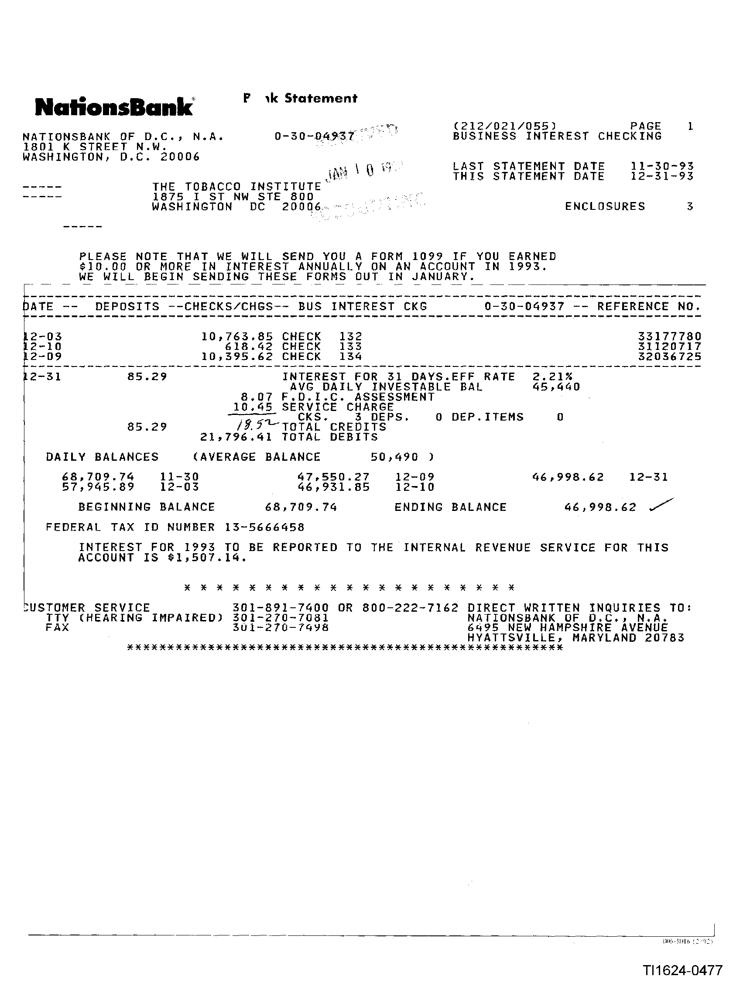 NationsBank
Statement
NATIONSBANK OF D.C., N.A. 0-30-04937 (212/021/055) PAGE 1
1801 K STREET N.W. BUSINESS INTEREST CHECKING
WASHINGTON, D.C. 20006
LAST STATEMENT DATE 11-30-93
JAN 10
----- THE TOBACCO INSTITUTE THIS STATEMENT DATE 12-31-93
----- 1875 I ST NW STE 800
WASHINGTON DC 20006 ENCLOSURES 3
-----
PLEASE NOTE THAT WE WILL SEND YOU A FORM 1099 IF YOU EARNED
$10.00 OR MORE IN INTEREST ANNUALLY ON AN ACCOUNT IN 1993.
WE WILL BEGIN SENDING THESE FORMS OUT IN JANUARY.
DATE -- DEPOSITS --CHECKS/CHGS-- BUS INTEREST CKG 0-30-04937 -- REFERENCE NO.
12-03 10,763.85 CHECK 132 33177780
12-10 618.42 CHECK 133 31120717
12-09 10,395.62 CHECK 134 32036725
12-31 85.29 INTEREST FOR 31 DAYS.EFF RATE 2.21%
AVG DAILY INVESTABLE BAL 45,440
8.07 F.D.I.C. ASSESSMENT
10.45 SERVICE CHARGE
CKS. 3 DEPS. 0 DEP.ITEMS 0
85.29 18.52 TOTAL CREDITS
21,796.41 TOTAL DEBITS
DAILY BALANCES (AVERAGE BALANCE 50,490 )
68,709.74 11-30 47,550.27 12-09 46,998.62 12-31
57,945.89 12-03 46,931.85 12-10
BEGINNING BALANCE 68,709.74 ENDING BALANCE 46,998.62
FEDERAL TAX ID NUMBER 13-5666458
INTEREST FOR 1993 TO BE REPORTED TO THE INTERNAL REVENUE SERVICE FOR THIS
ACCOUNT IS $1,507.14.
* * * * * * * * * * * * * * * * * * * * *
CUSTOMER SERVICE 301-891-7400 OR 800-222-7162 DIRECT WRITTEN INQUIRIES TO:
TTY (HEARING IMPAIRED) 301-270-7081 NATIONSBANK OF D.C., N.A.
FAX 301-270-7498 6495 NEW HAMPSHIRE AVENUE
HYATTSVILLE, MARYLAND 20783
******************************************************
TI1624-0477